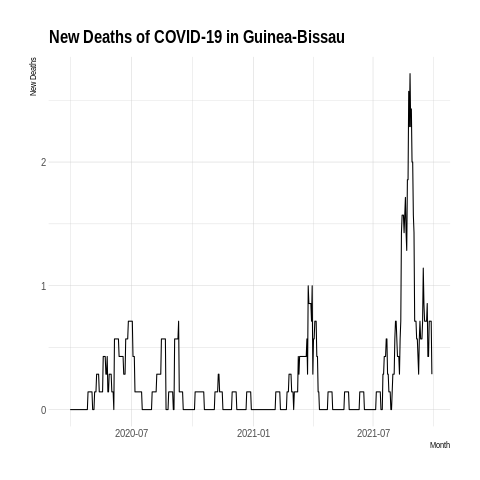 New Deaths of COVID-19 in Guinea-Bissau
New Deaths
2
1
0
2020-07
2021-01
2021-07
Month